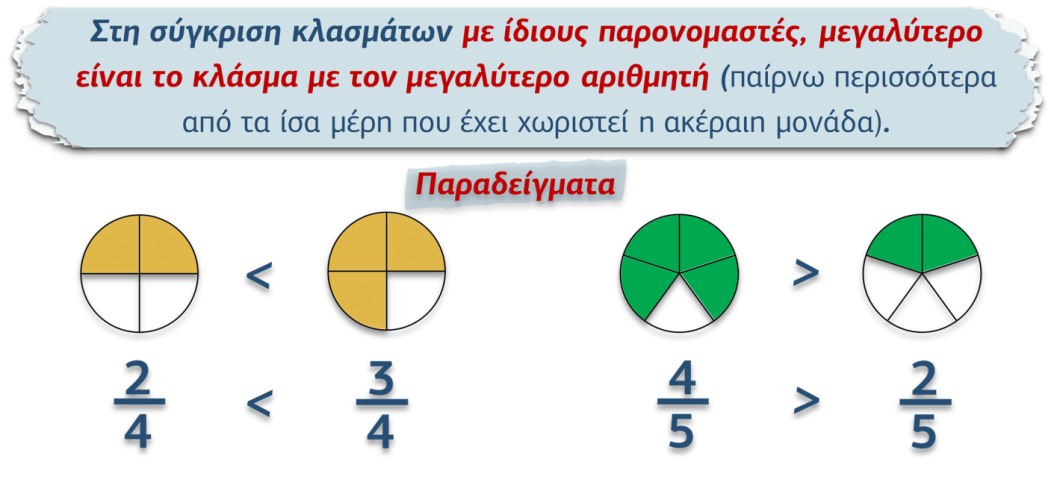 Στη σύγκριση κλασμάτων με ίδιους παρονομαστές, μεγαλύτερο
είναι το κλάσμα με τον μεγαλύτερο αριθμητή (παίρνω περισσότερα
από τα ίσα μέρη που έχει χωριστεί η ακέραιη μονάδα).
Παραδείγματα
< >
2 3 4 2
< >
4 4 5 5